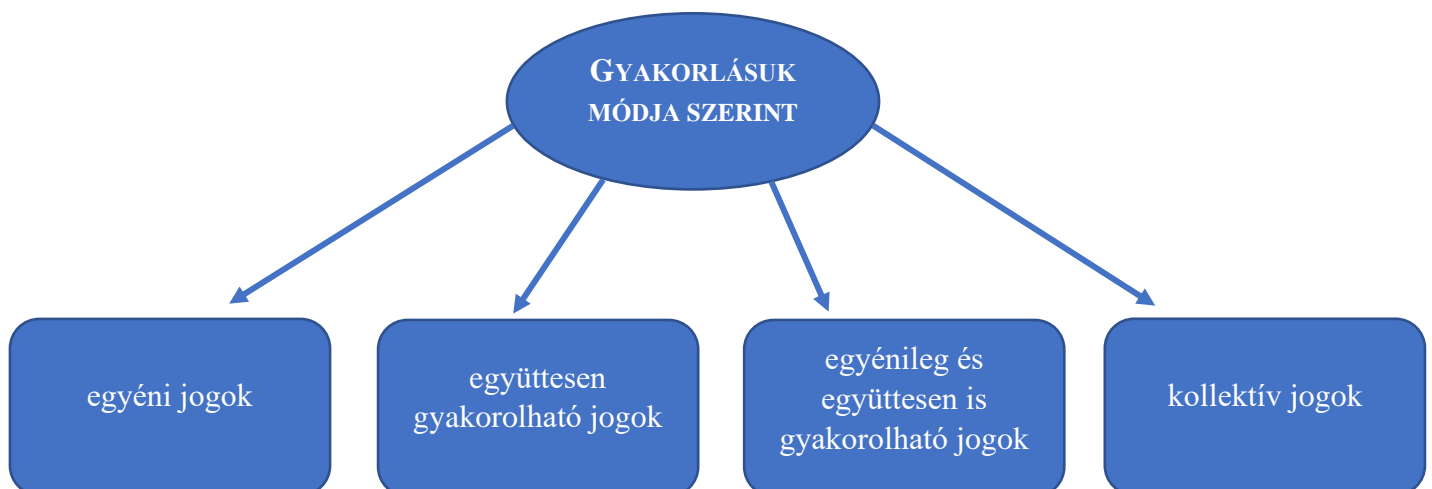 GYAKORLÁSUK
MÓDJA SZERINT
egyéni jogok
együttesen
gyakorolható jogok
egyénileg és
együttesen is
gyakorolható jogok
kollektív jogok